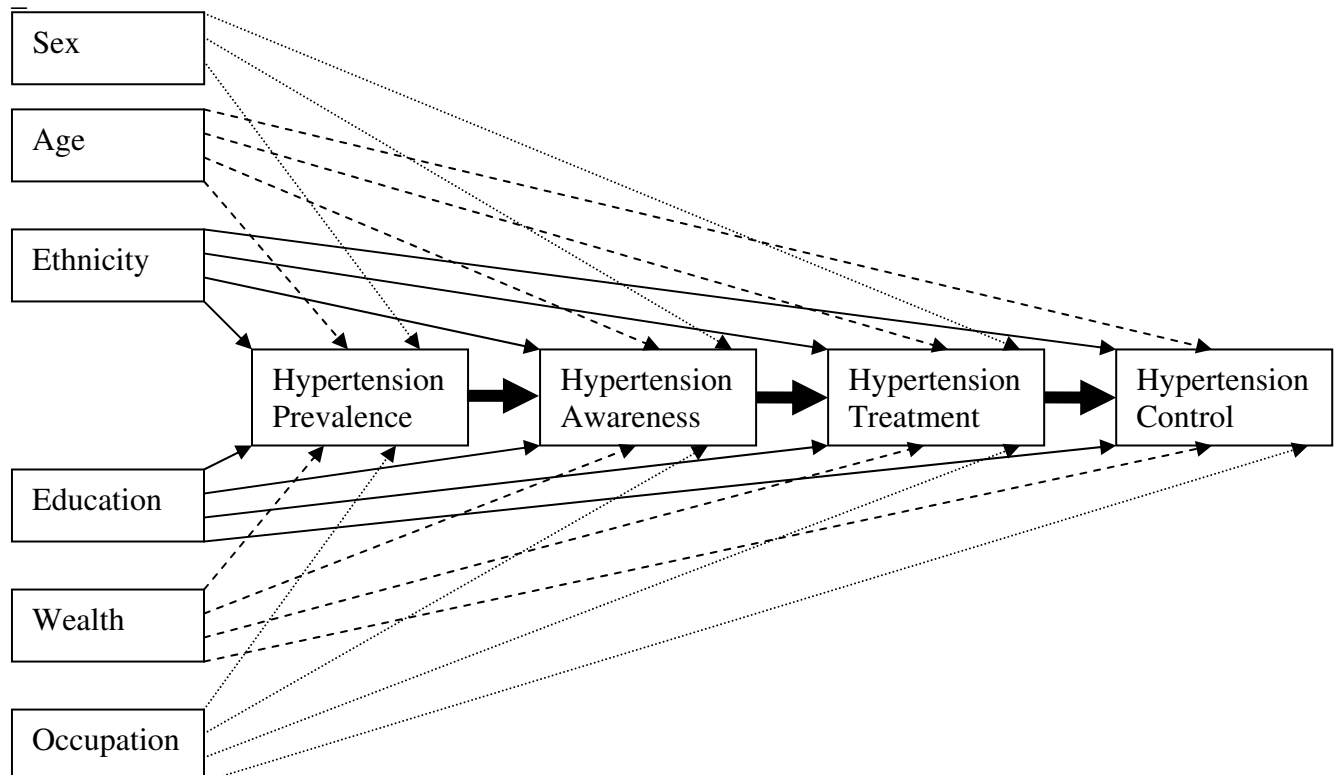 Sex
Age
Ethnicity
Hypertension
Prevalence
Hypertension
Awareness
Hypertension
Treatment
Hypertension
Control
Education
Wealth
Occupation